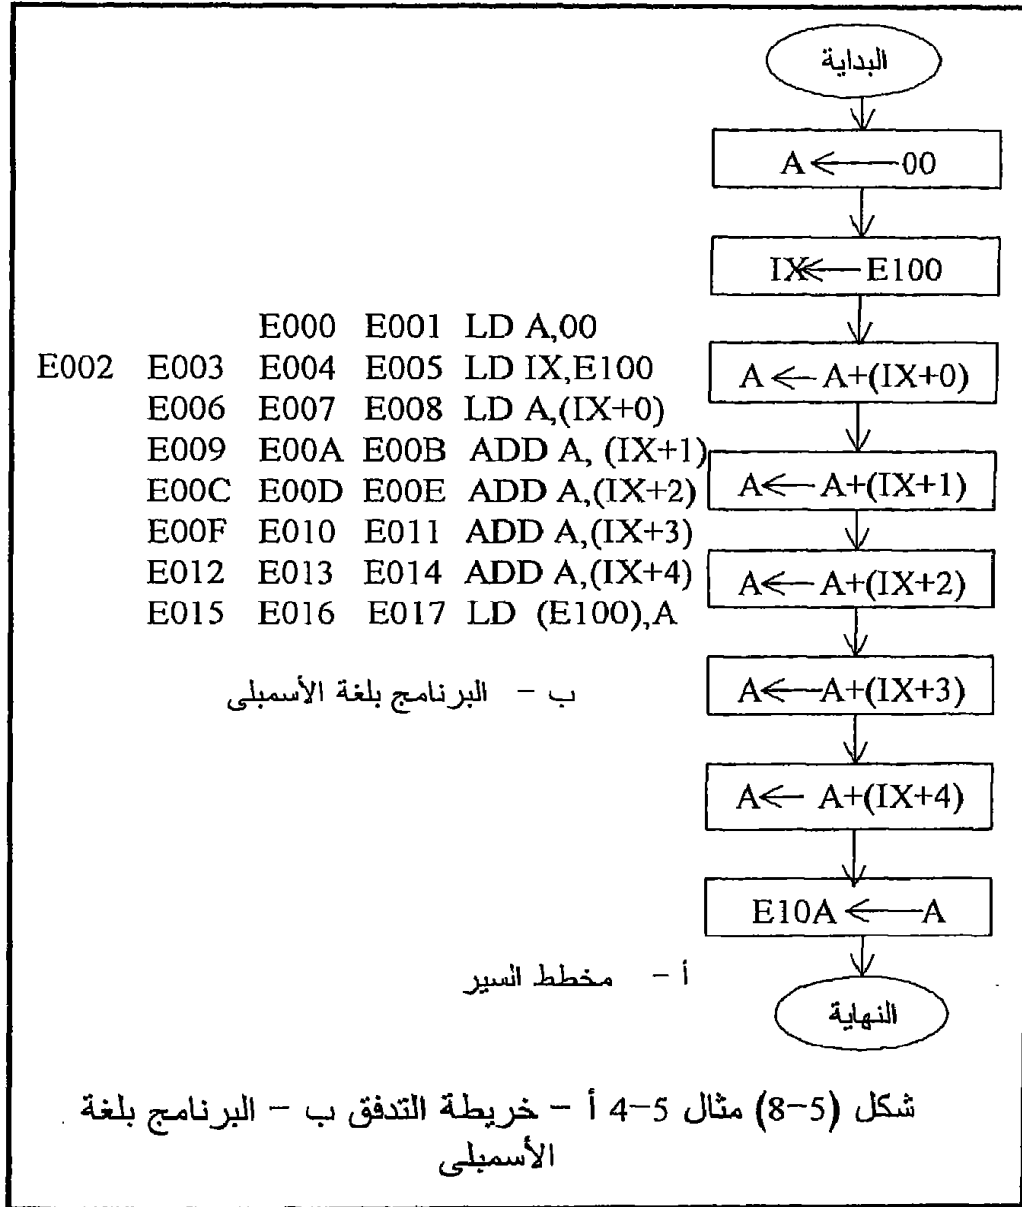 البداية
A ← 00
IX ← E100
A ← A+(IX+0)
A ← A+(IX+1)
A ← A+(IX+2)
A ← A+(IX+3)
A ← A+(IX+4)
E10A ← A
النهاية
أ - مخطط السير
E000 E001 LD A,00
E002 E003 E004 E005 LD IX,E100
E006 E007 E008 LD A,(IX+0)
E009 E00A E00B ADD A, (IX+1)
E00C E00D E00E ADD A,(IX+2)
E00F E010 E011 ADD A,(IX+3)
E012 E013 E014 ADD A,(IX+4)
E015 E016 E017 LD (E100),A
ب - البرنامج بلغة الأسمبلى
شكل (5-8) مثال 5-4 أ - خريطة التدفق ب - البرنامج بلغة
الأسمبلى